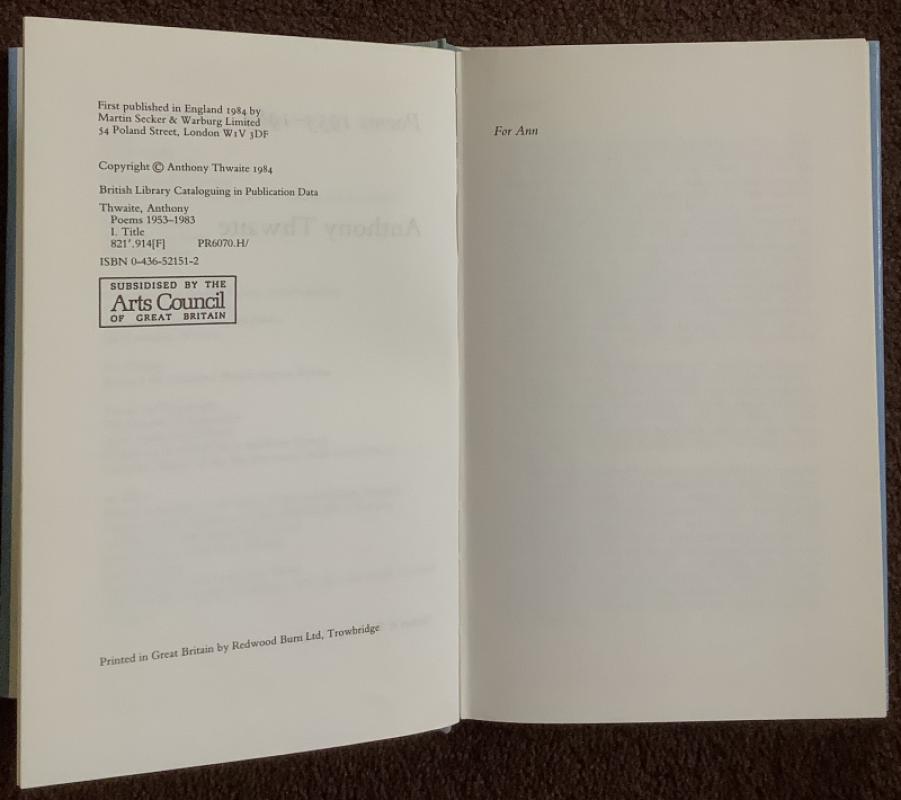 First published in England 1984 by
Martin Secker & Warburg Limited
54 Poland Street, London W1V 3DF
Copyright © Anthony Thwaite 1984
British Library Cataloguing in Publication Data
Thwaite, Anthony
Poems 1953–1983
I. Title
821'.914[F] PR6070.H/
ISBN 0-436-52151-2
SUBSIDISED BY THE
Arts Council
OF GREAT BRITAIN
Printed in Great Britain by Redwood Burn Ltd, Trowbridge
For Ann